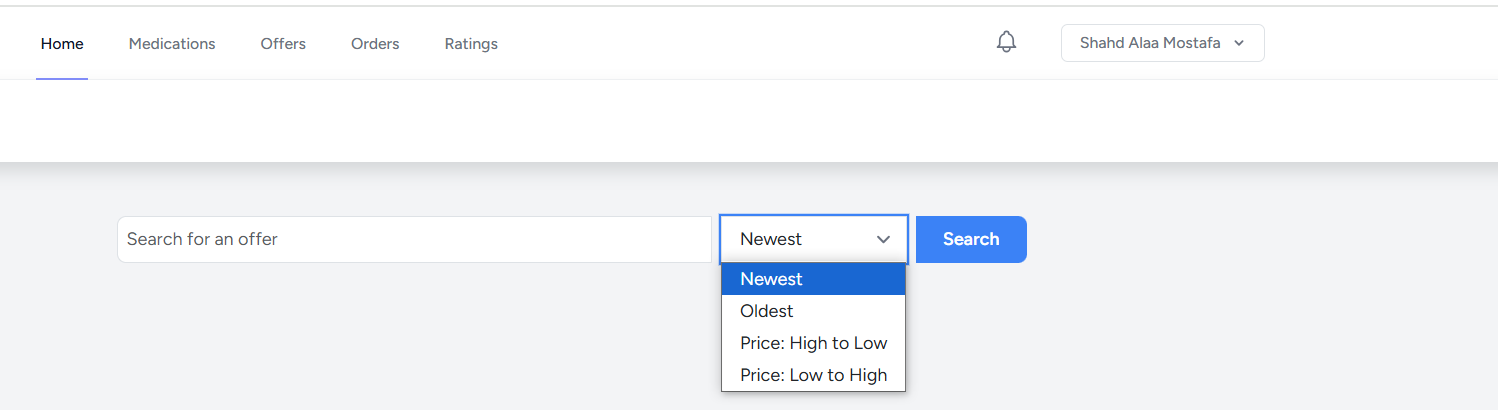 Home Medications Offers Orders Ratings Shahd Alaa Mostafa
Search for an offer Newest Search
Newest
Oldest
Price: High to Low
Price: Low to High